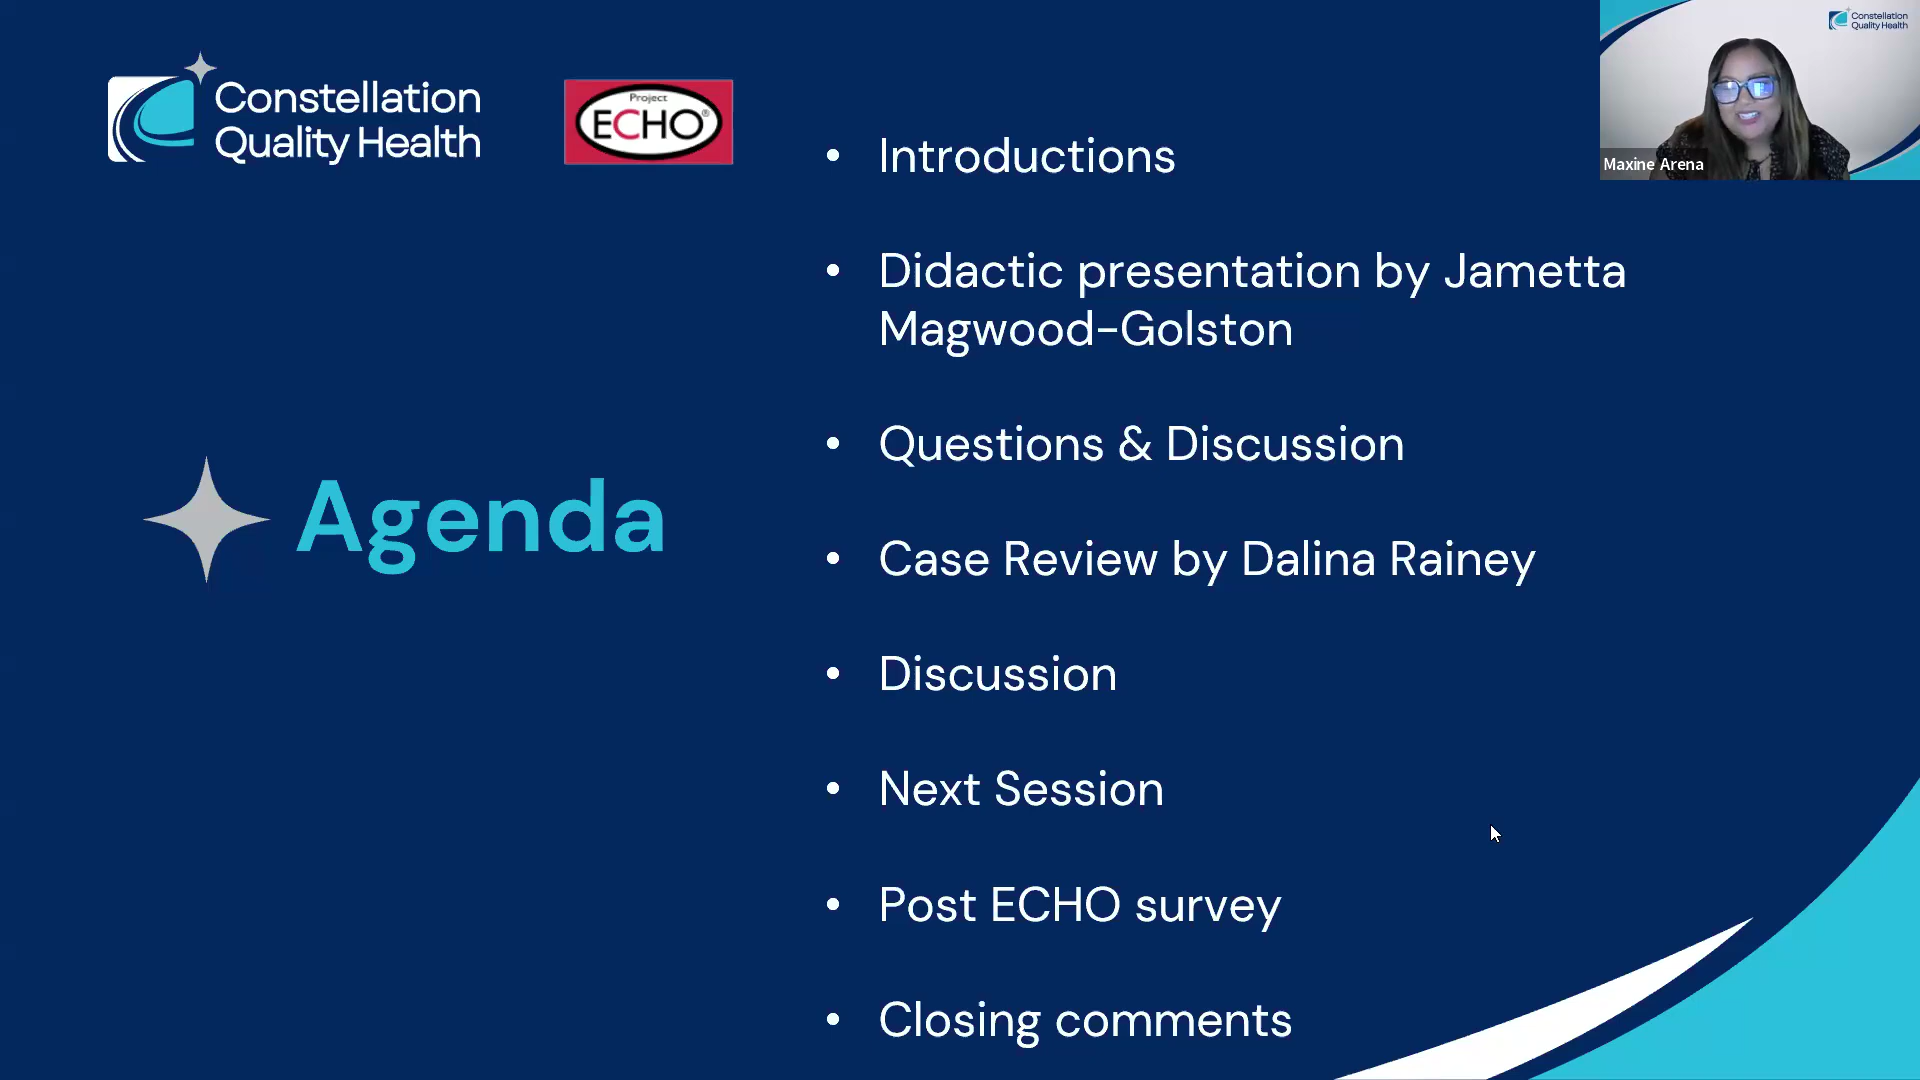 Constellation
Quality Health
Project
ECHO®
Agenda
• Introductions
• Didactic presentation by Jametta
Magwood-Golston
• Questions & Discussion
• Case Review by Dalina Rainey
• Discussion
• Next Session
• Post ECHO survey
• Closing comments
Constellation
Quality Health
Maxine Arena